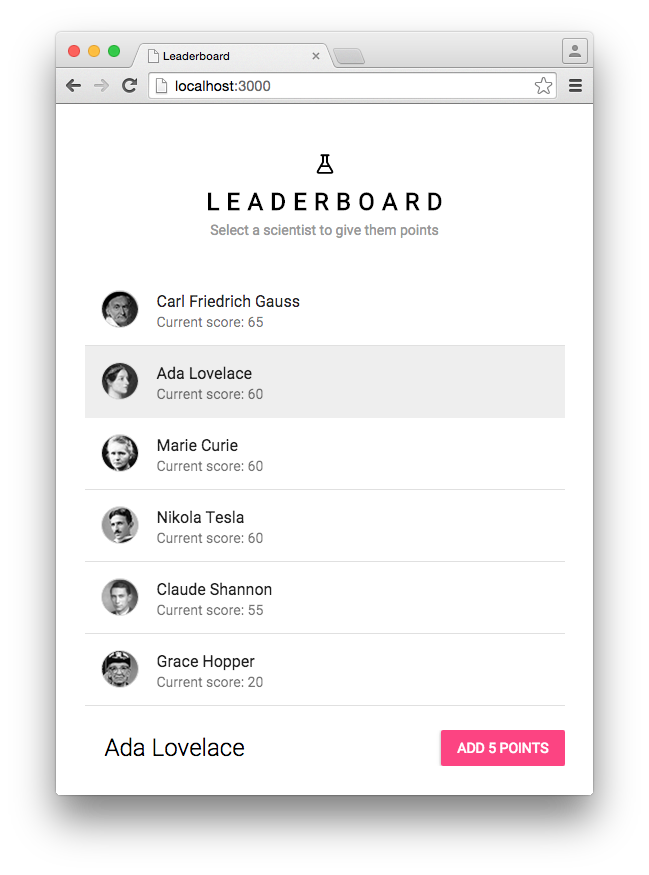 Leaderboard
localhost:3000
LEADERBOARD
Select a scientist to give them points
Carl Friedrich Gauss
Current score: 65
Ada Lovelace
Current score: 60
Marie Curie
Current score: 60
Nikola Tesla
Current score: 60
Claude Shannon
Current score: 55
Grace Hopper
Current score: 20
Ada Lovelace
ADD 5 POINTS